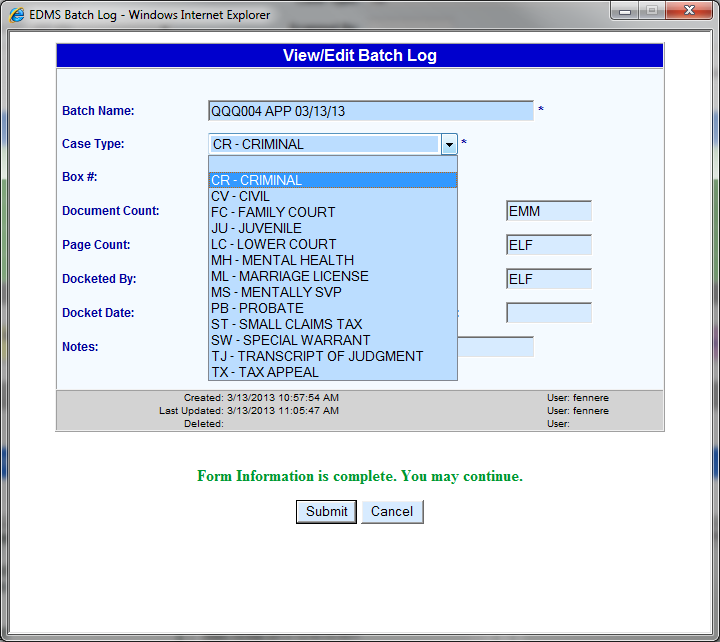 EDMS Batch Log - Windows Internet Explorer
View/Edit Batch Log
Batch Name: QQQ004 APP 03/13/13 *
Case Type: CR - CRIMINAL *
Box #:
CR - CRIMINAL
CV - CIVIL
Document Count: FC - FAMILY COURT EMM
JU - JUVENILE
Page Count: LC - LOWER COURT ELF
MH - MENTAL HEALTH
Docketed By: ML - MARRIAGE LICENSE ELF
MS - MENTALLY SVP
Docket Date: PB - PROBATE :
ST - SMALL CLAIMS TAX
Notes: SW - SPECIAL WARRANT
TJ - TRANSCRIPT OF JUDGMENT
TX - TAX APPEAL
Created: 3/13/2013 10:57:54 AM User: fennere
Last Updated: 3/13/2013 11:05:47 AM User: fennere
Deleted: User:
Form Information is complete. You may continue.
Submit Cancel